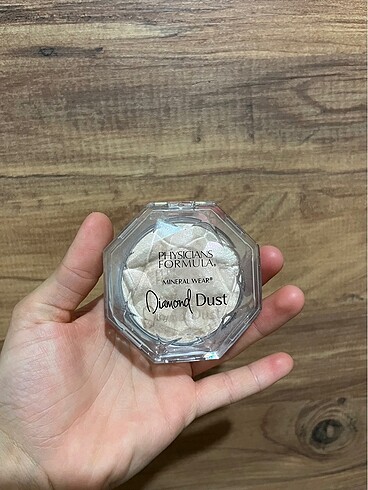 PHYSICIANS
FORMULA®
MINERAL WEAR®
Diamond Dust